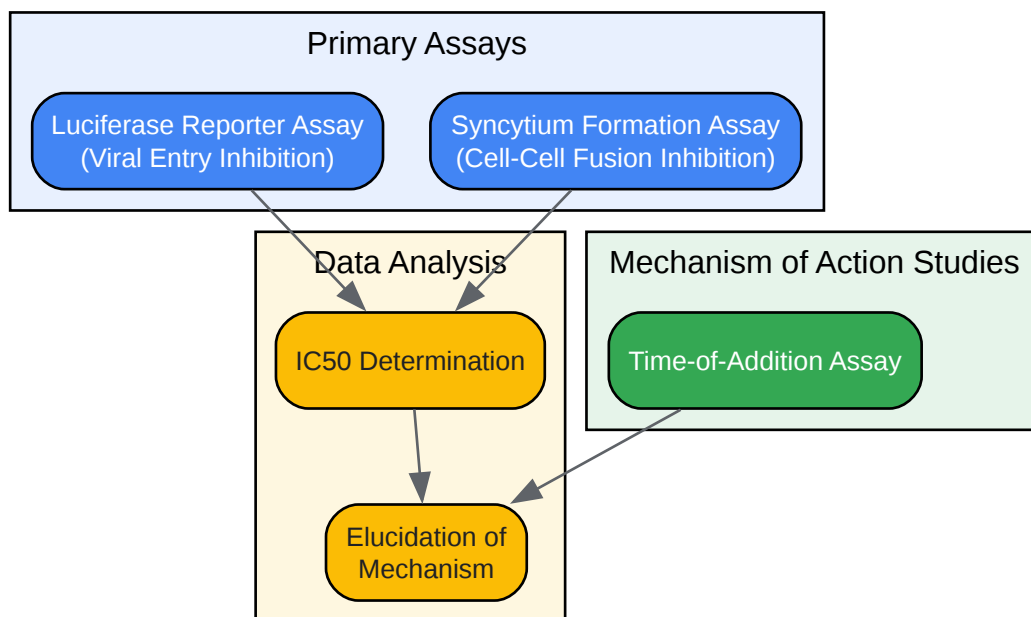 Primary Assays
Luciferase Reporter Assay
(Viral Entry Inhibition)
Syncytium Formation Assay
(Cell-Cell Fusion Inhibition)
Data Analysis
IC50 Determination
Elucidation of
Mechanism
Mechanism of Action Studies
Time-of-Addition Assay